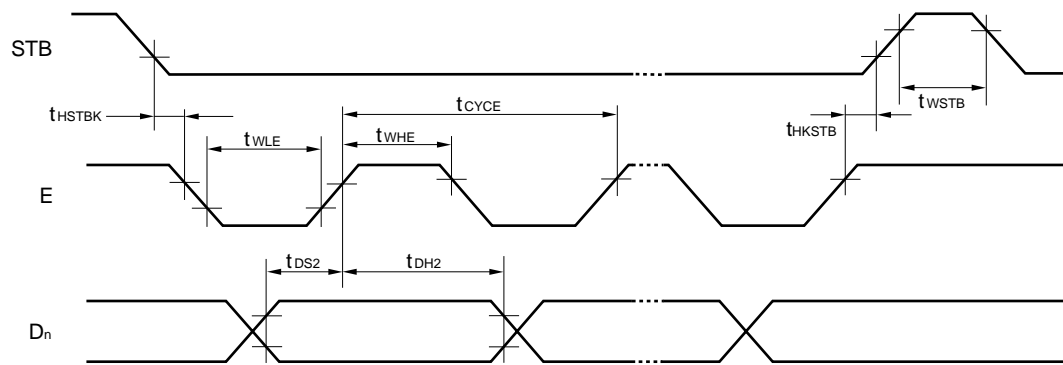 STB
tHSTBK
tCYCE
tHKSTB
tWSTB
tWLE
tWHE
E
tDS2
tDH2
Dn